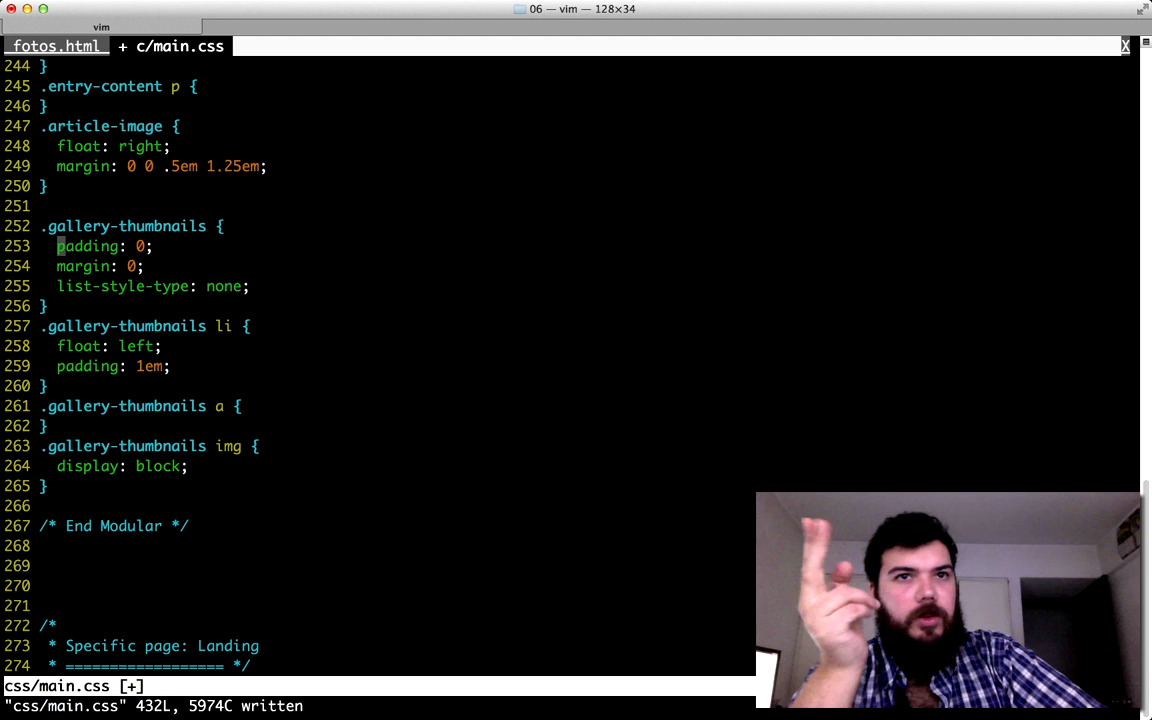 06 — vim — 128×34
vim
fotos.html + c/main.css X
244 }
245 .entry-content p {
246 }
247 .article-image {
248   float: right;
249   margin: 0 0 .5em 1.25em;
250 }
251
252 .gallery-thumbnails {
253   padding: 0;
254   margin: 0;
255   list-style-type: none;
256 }
257 .gallery-thumbnails li {
258   float: left;
259   padding: 1em;
260 }
261 .gallery-thumbnails a {
262 }
263 .gallery-thumbnails img {
264   display: block;
265 }
266
267 /* End Modular */
268
269
270
271
272 /*
273  * Specific page: Landing
274  * ================== */
css/main.css [+]
"css/main.css" 432L, 5974C written